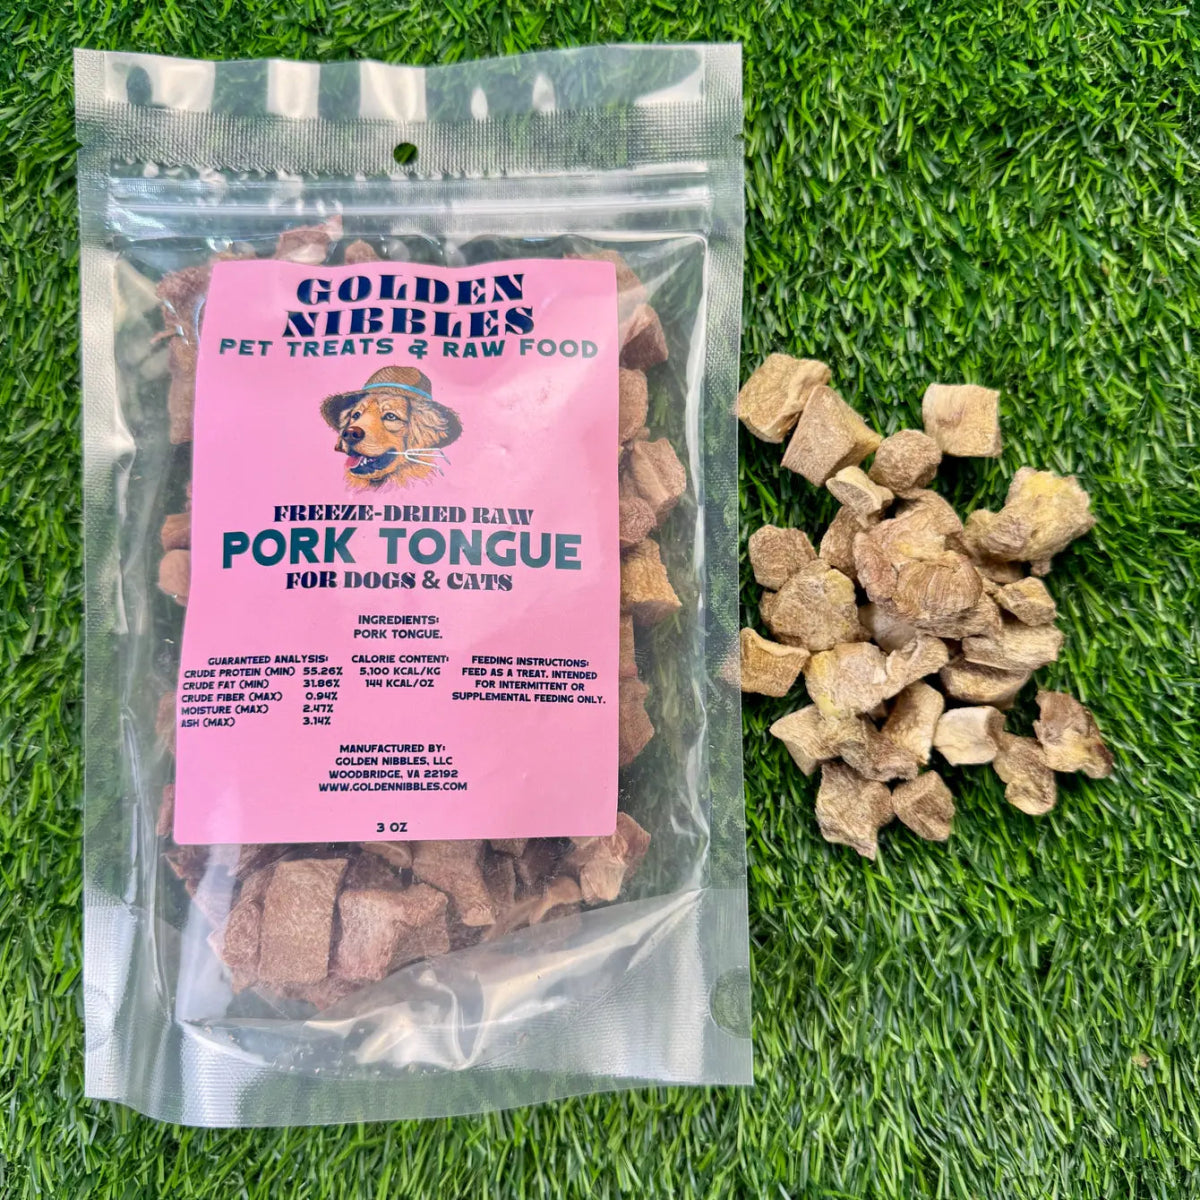 GOLDEN
NIBBLES
PET TREATS & RAW FOOD
FREEZE-DRIED RAW
PORK TONGUE
FOR DOGS & CATS
INGREDIENTS:
PORK TONGUE.
GUARANTEED ANALYSIS:
CRUDE PROTEIN (MIN) 55.26%
CRUDE FAT (MIN) 31.86%
CRUDE FIBER (MAX) 0.94%
MOISTURE (MAX) 2.47%
ASH (MAX) 3.14%
CALORIE CONTENT:
5,100 KCAL/KG
144 KCAL/OZ
FEEDING INSTRUCTIONS:
FEED AS A TREAT. INTENDED
FOR INTERMITTENT OR
SUPPLEMENTAL FEEDING ONLY.
MANUFACTURED BY:
GOLDEN NIBBLES, LLC
WOODBRIDGE, VA 22192
WWW.GOLDENNIBBLES.COM
3 OZ